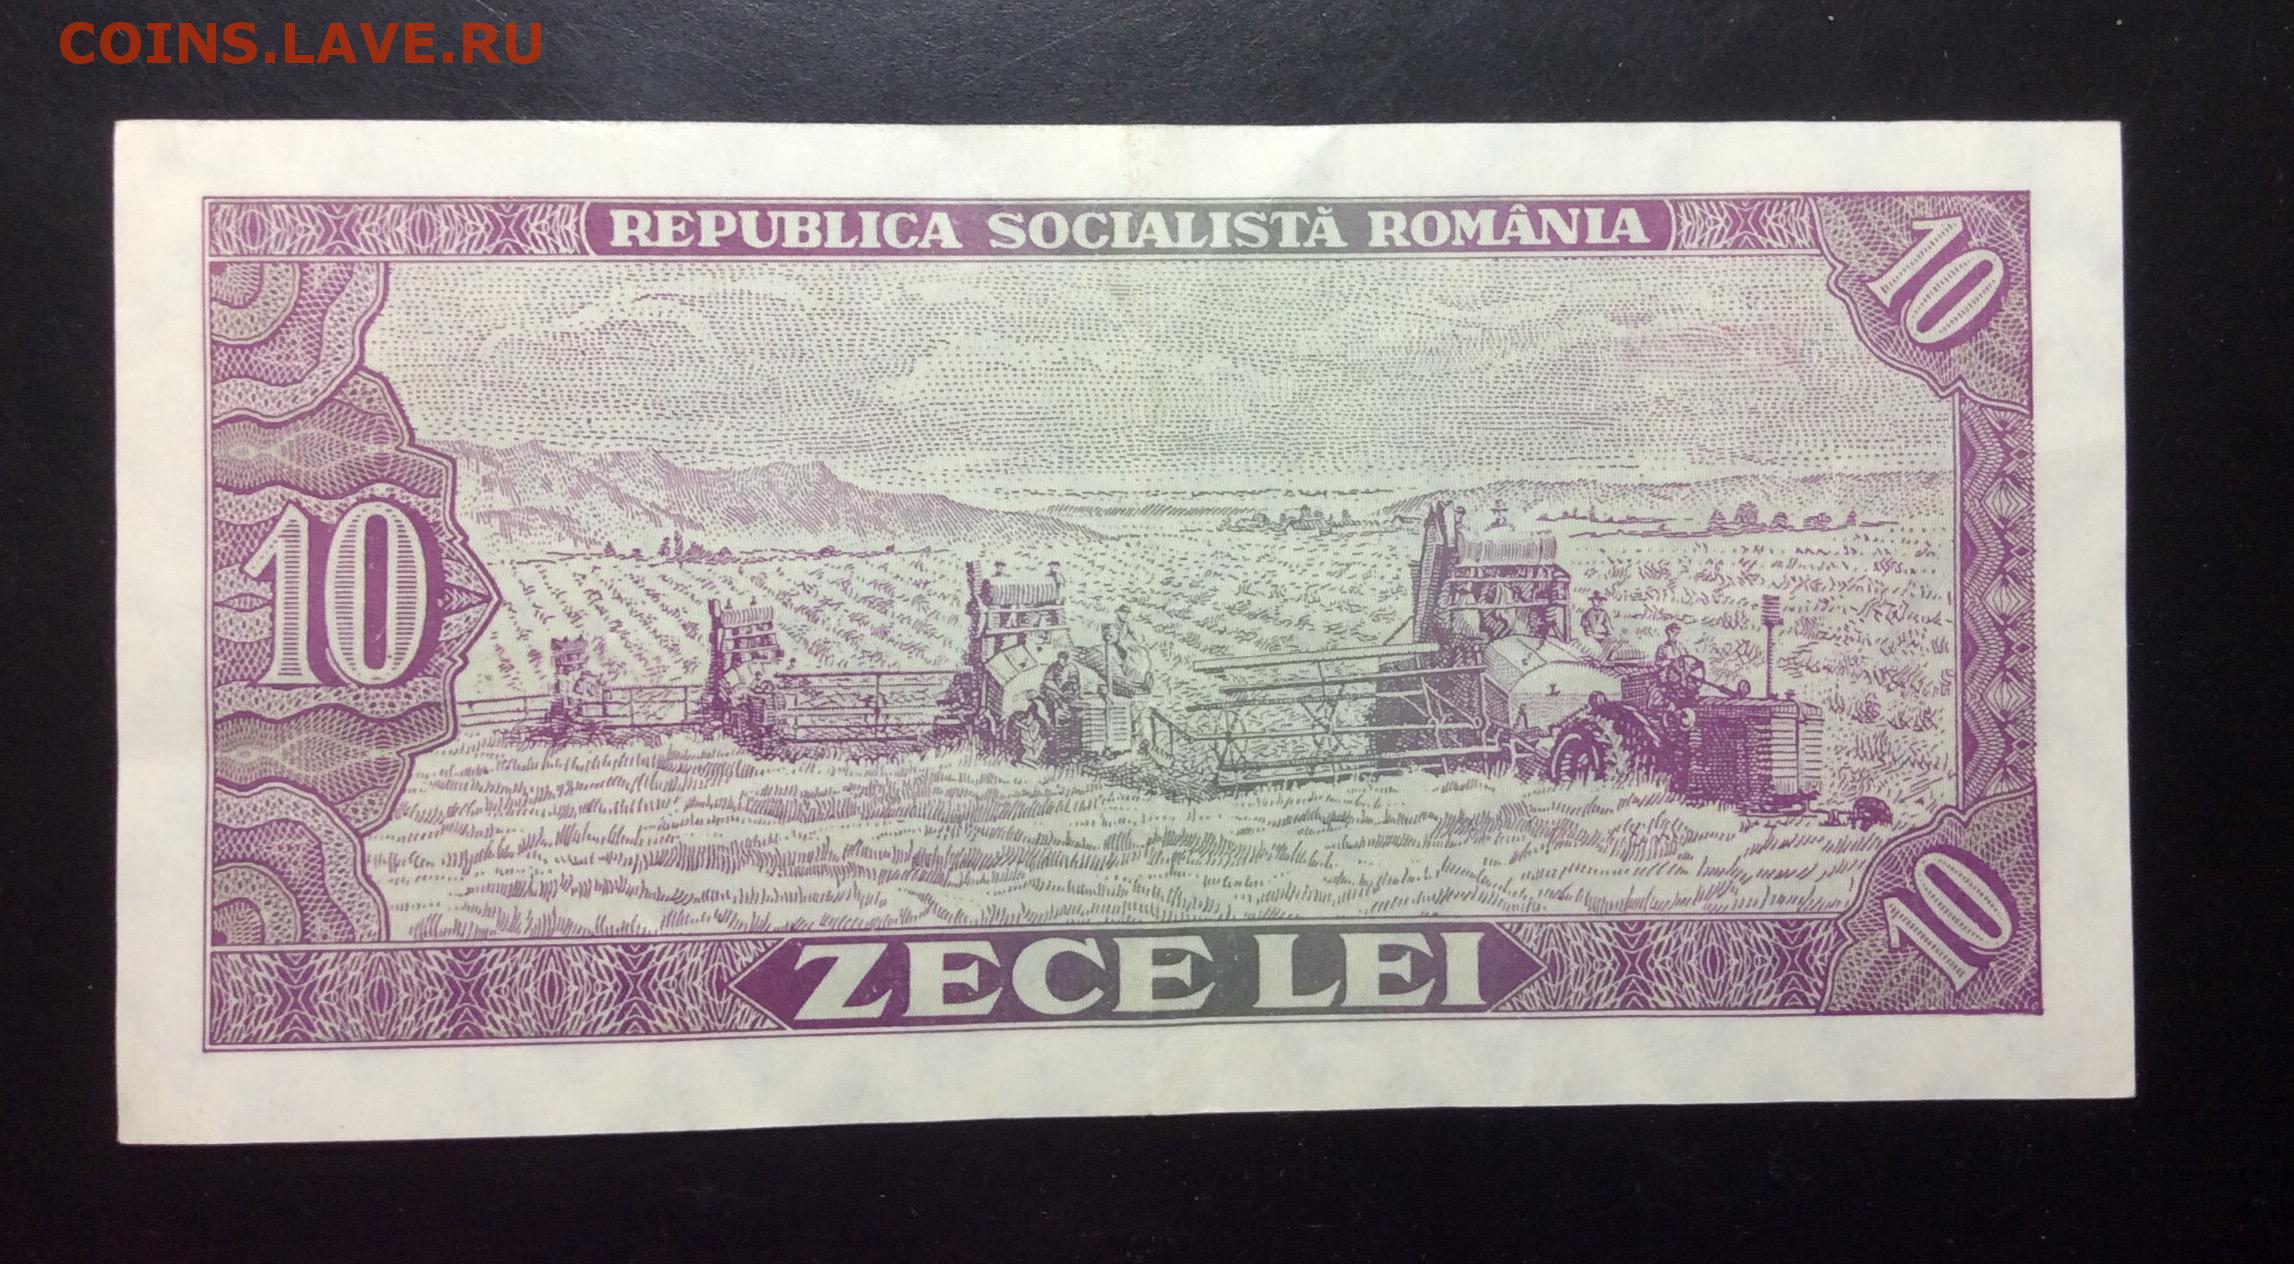 COINS.LAVE.RU
REPUBLICA SOCIALISTĂ ROMÂNIA
10
10
ZECE LEI
10